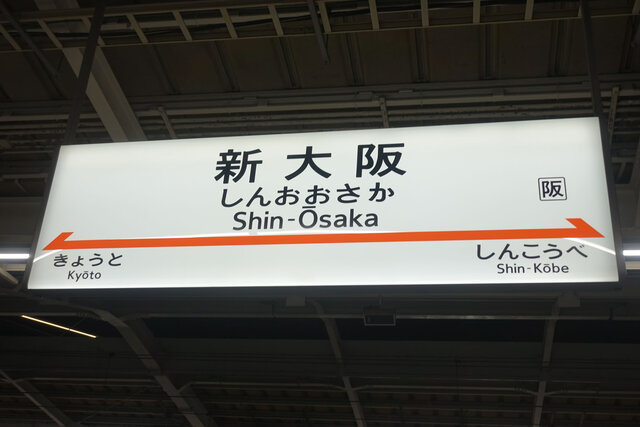 新大阪
しんおおさか
Shin-Ōsaka
阪
きょうと
Kyōto
しんこうべ
Shin-Kōbe